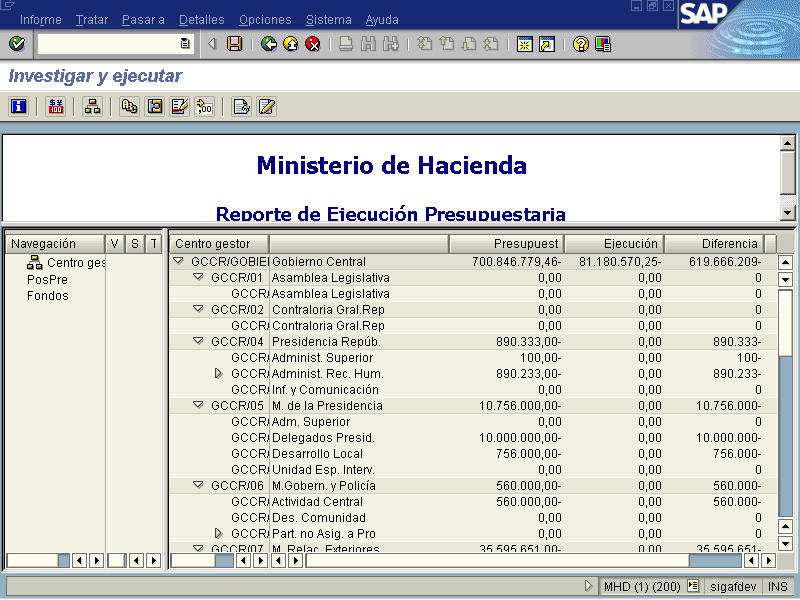 Informe Tratar Pasar a Detalles Opciones Sistema Ayuda
SAP
Investigar y ejecutar
Ministerio de Hacienda
Reporte de Ejecución Presupuestaria
Navegación V S T
Centro ges
PosPre
Fondos
Centro gestor Presupuest Ejecución Diferencia
GCCR/GOBIE Gobierno Central 700.846.779,46- 81.180.570,25- 619.666.209-
GCCR/01 Asamblea Legislativa 0,00 0,00 0
GCCR/ Asamblea Legislativa 0,00 0,00 0
GCCR/02 Contraloria Gral.Rep 0,00 0,00 0
GCCR/ Contraloria Gral.Rep 0,00 0,00 0
GCCR/04 Presidencia Repúb. 890.333,00- 0,00 890.333-
GCCR/ Administ. Superior 100,00- 0,00 100-
GCCR/ Administ. Rec. Hum. 890.233,00- 0,00 890.233-
GCCR/ Inf. y Comunicación 0,00 0,00 0
GCCR/05 M. de la Presidencia 10.756.000,00- 0,00 10.756.000-
GCCR/ Adm. Superior 0,00 0,00 0
GCCR/ Delegados Presid. 10.000.000,00- 0,00 10.000.000-
GCCR/ Desarrollo Local 756.000,00- 0,00 756.000-
GCCR/ Unidad Esp. Interv. 0,00 0,00 0
GCCR/06 M.Gobern. y Policía 560.000,00- 0,00 560.000-
GCCR/ Actividad Central 560.000,00- 0,00 560.000-
GCCR/ Des. Comunidad 0,00 0,00 0
GCCR/ Part. no Asig. a Pro 0,00 0,00 0
GCCR/07 M. Relac. Exteriores 35.595.651,00- 0,00 35.595.651-
MHD (1) (200) sigafdev INS